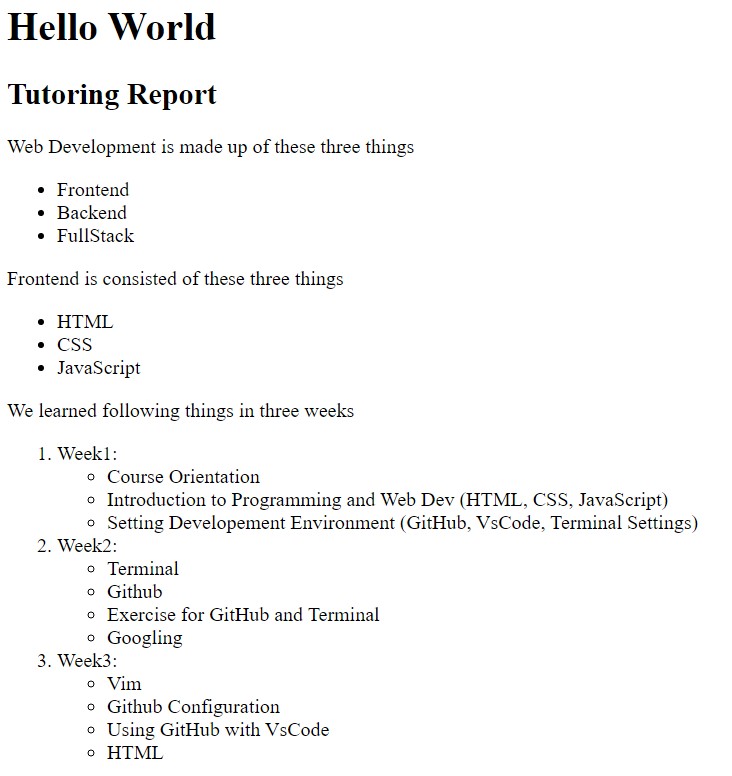 Hello World
Tutoring Report
Web Development is made up of these three things
• Frontend
• Backend
• FullStack
Frontend is consisted of these three things
• HTML
• CSS
• JavaScript
We learned following things in three weeks
1. Week1:
◦ Course Orientation
◦ Introduction to Programming and Web Dev (HTML, CSS, JavaScript)
◦ Setting Developement Environment (GitHub, VsCode, Terminal Settings)
2. Week2:
◦ Terminal
◦ Github
◦ Exercise for GitHub and Terminal
◦ Googling
3. Week3:
◦ Vim
◦ Github Configuration
◦ Using GitHub with VsCode
◦ HTML